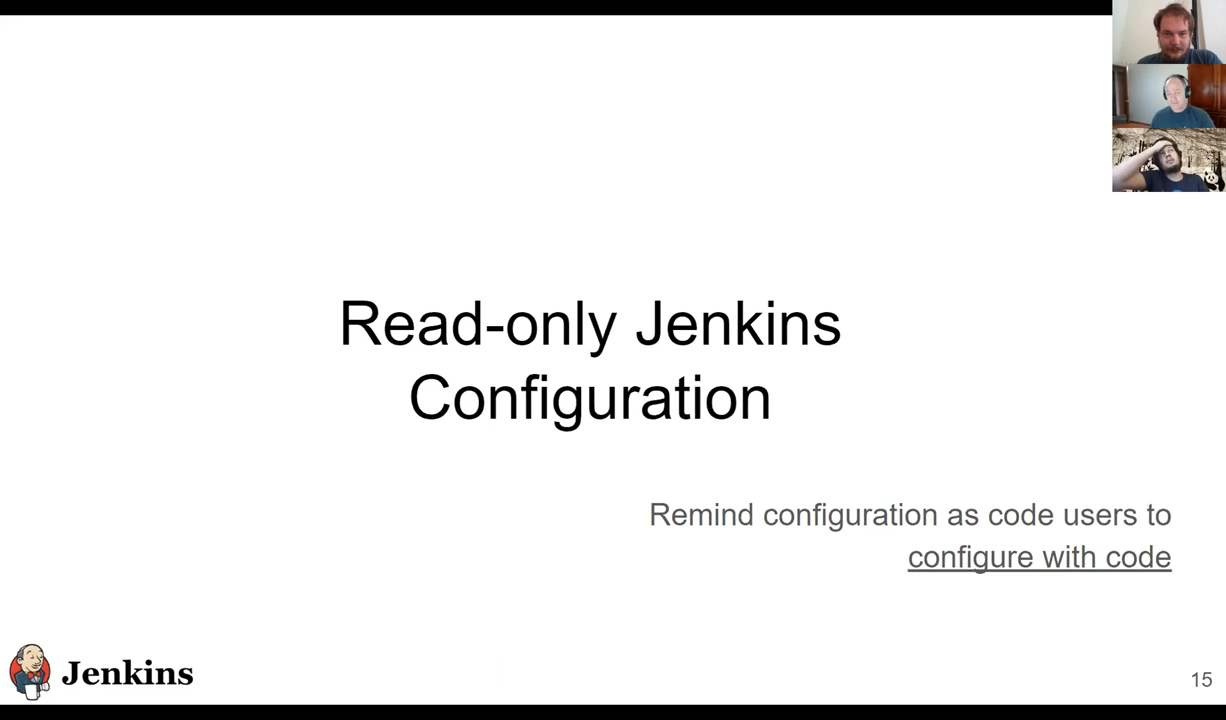 Read-only Jenkins
Configuration
Remind configuration as code users to
configure with code
Jenkins
15